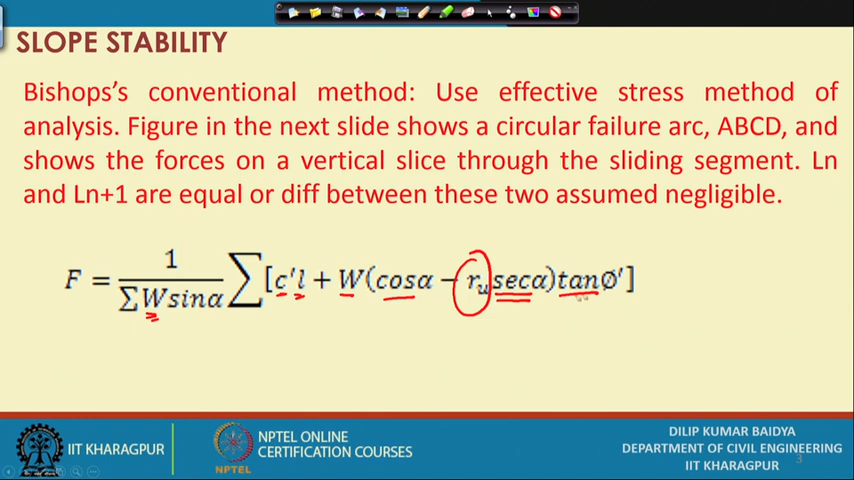 SLOPE STABILITY
Bishops's conventional method: Use effective stress method of
analysis. Figure in the next slide shows a circular failure arc, ABCD, and
shows the forces on a vertical slice through the sliding segment. Ln
and Ln+1 are equal or diff between these two assumed negligible.
F = 1/∑Wsinα ∑[c'l + W(cosα − r_u secα)tanø']
IIT KHARAGPUR
NPTEL
NPTEL ONLINE
CERTIFICATION COURSES
DILIP KUMAR BAIDYA
DEPARTMENT OF CIVIL ENGINEERING
IIT KHARAGPUR
3